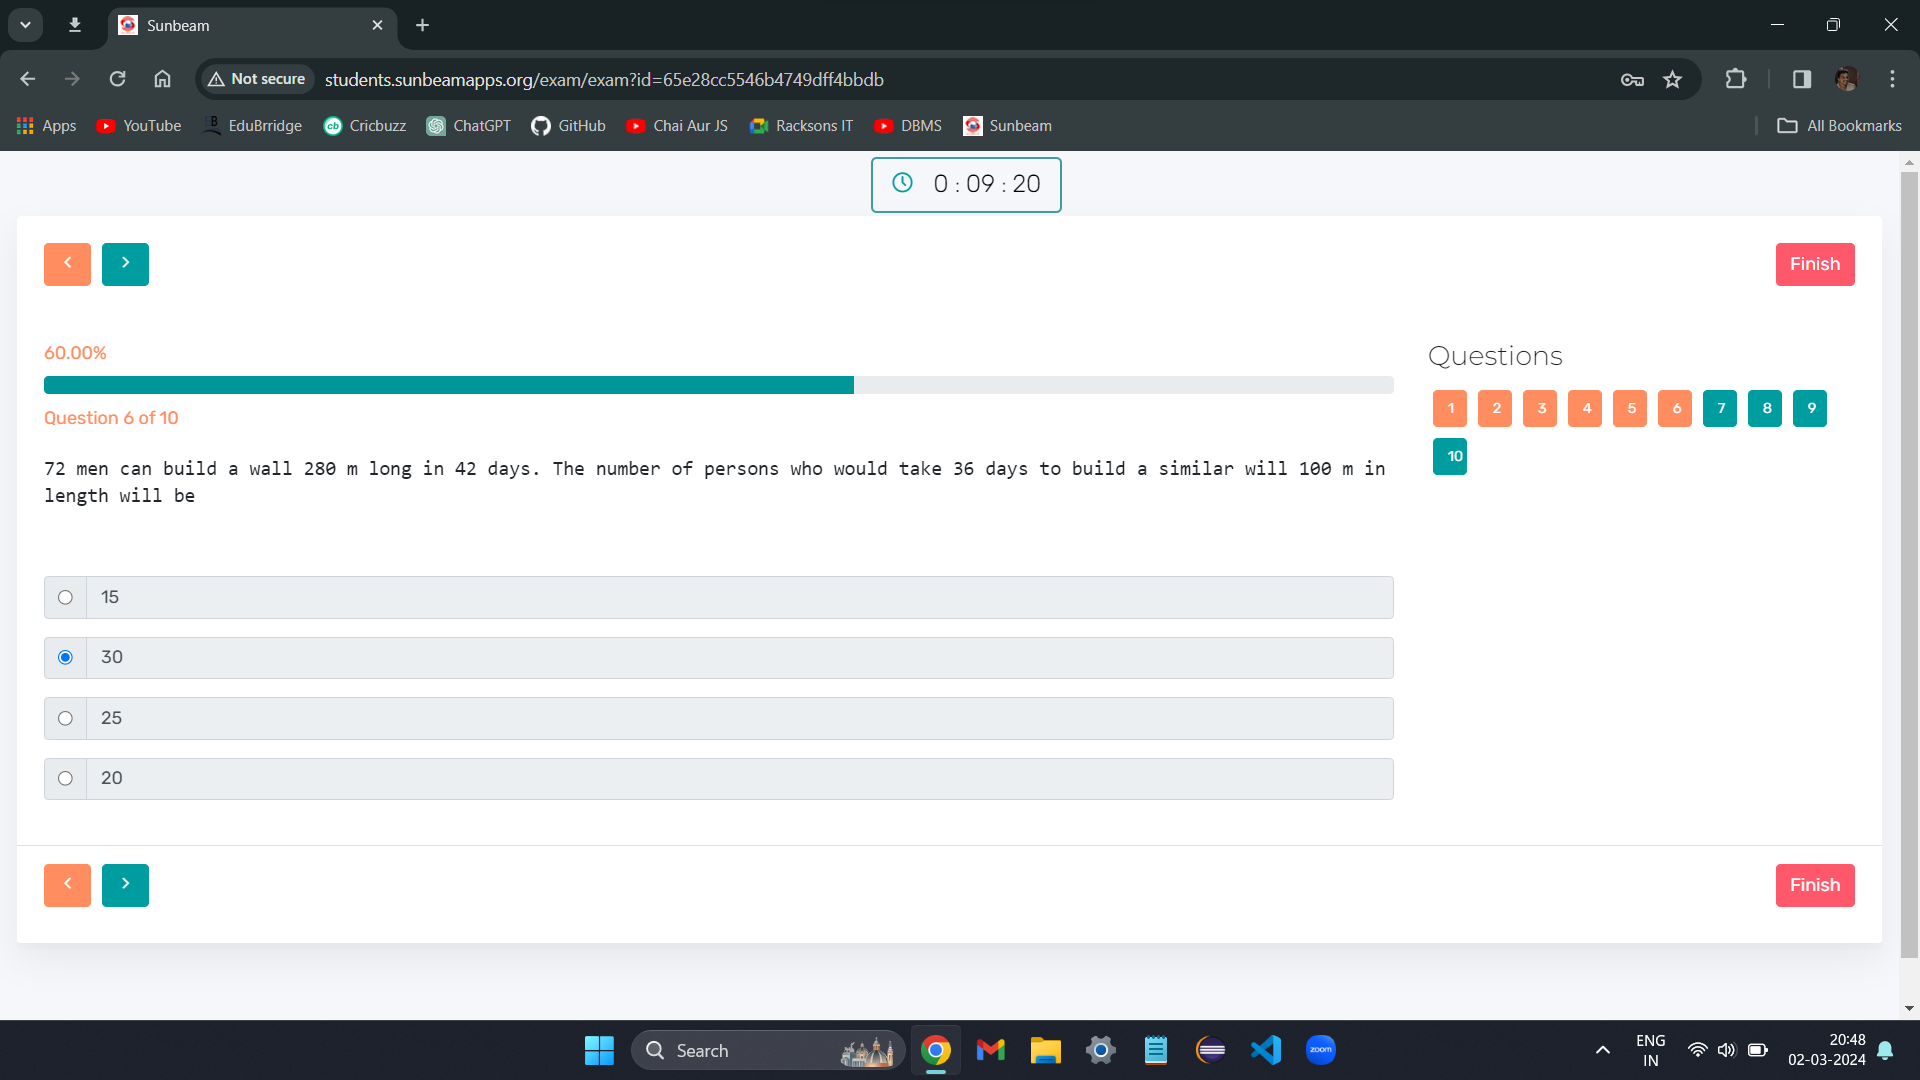 Sunbeam
Not secure
students.sunbeamapps.org/exam/exam?id=65e28cc5546b4749dff4bbdb
Apps YouTube EduBrridge Cricbuzz ChatGPT GitHub Chai Aur JS Racksons IT DBMS Sunbeam All Bookmarks
0 : 09 : 20
Finish
60.00%
Question 6 of 10
Questions
1 2 3 4 5 6 7 8 9
10
72 men can build a wall 280 m long in 42 days. The number of persons who would take 36 days to build a similar will 100 m in
length will be
15
30
25
20
Finish
Search
zoom
ENG
IN
20:48
02-03-2024